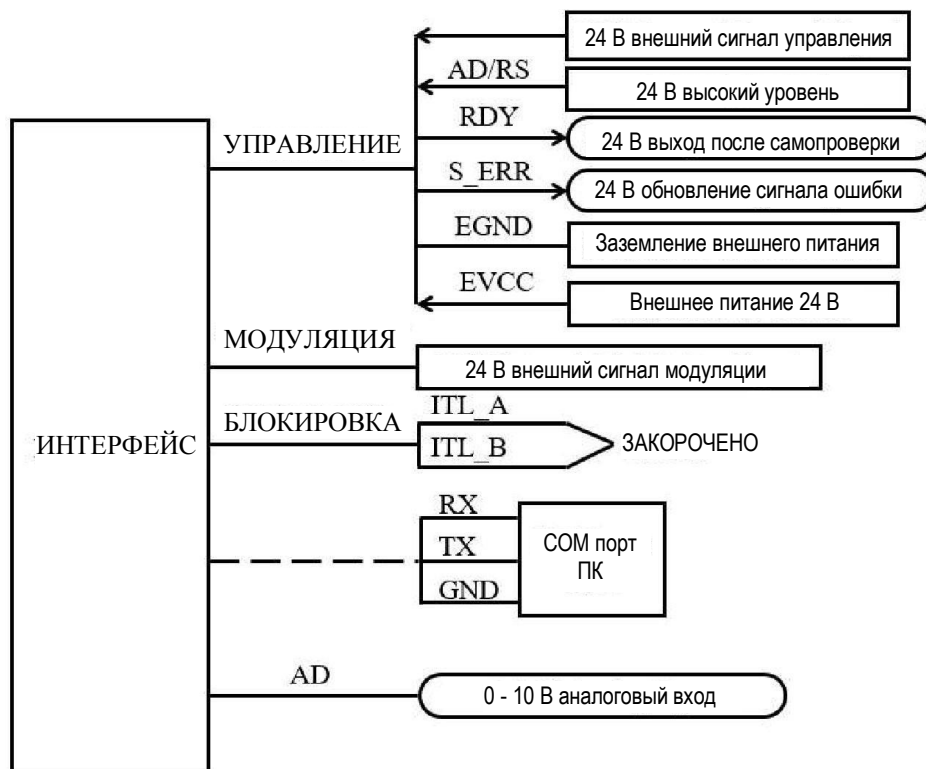 24 В внешний сигнал управления
AD/RS
24 В высокий уровень
RDY
УПРАВЛЕНИЕ
24 В выход после самопроверки
S_ERR
24 В обновление сигнала ошибки
EGND
Заземление внешнего питания
EVCC
Внешнее питание 24 В
МОДУЛЯЦИЯ
24 В внешний сигнал модуляции
ITL_A
БЛОКИРОВКА
ИНТЕРФЕЙС
ITL_B
ЗАКОРОЧЕНО
RX
TX
GND
COM порт
ПК
AD
0 - 10 В аналоговый вход